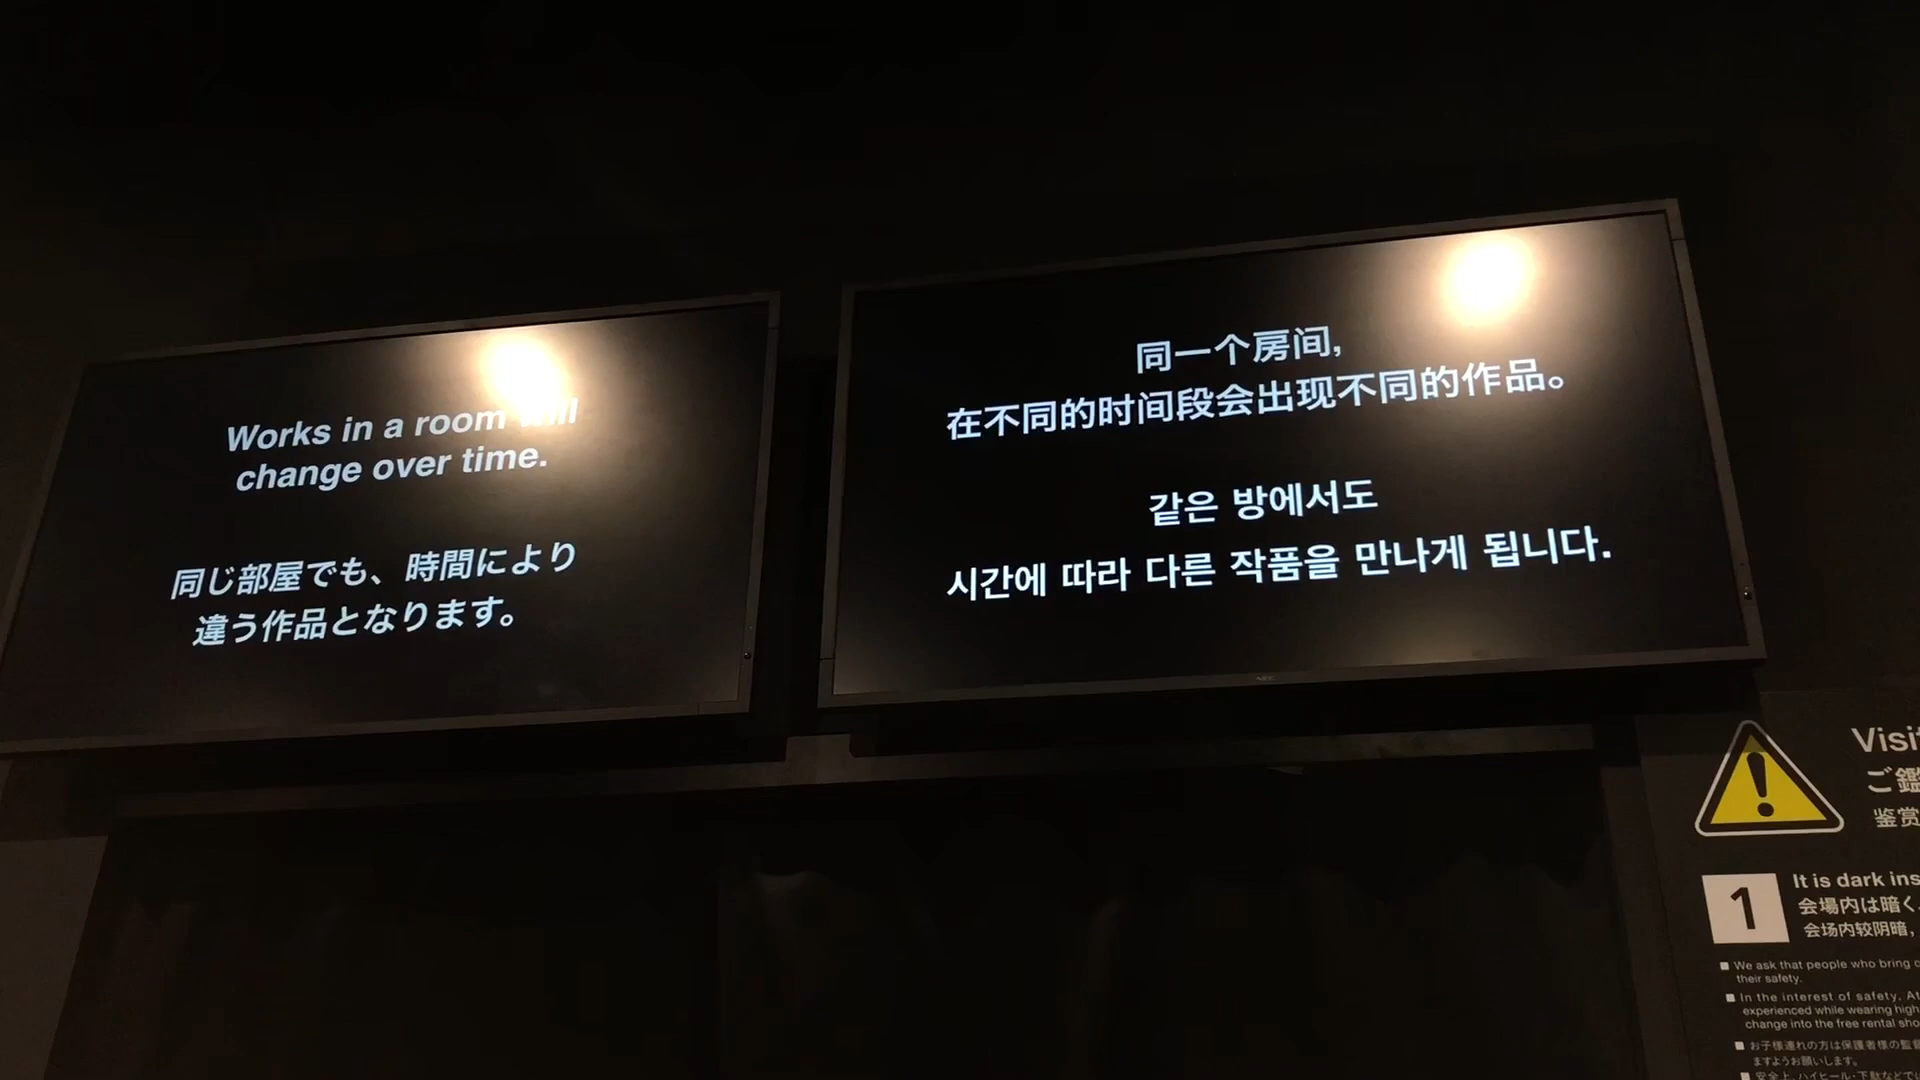 Works in a room will
change over time.
同じ部屋でも、時間により
違う作品となります。
同一个房间,
在不同的时间段会出现不同的作品。
같은 방에서도
시간에 따라 다른 작품을 만나게 됩니다.
NEC
Visit
ご鑑
鉴赏
1
It is dark ins
会場内は暗く
会场内较阴暗,
■ We ask that people who bring c
their safety.
■ In the interest of safety, At
experienced while wearing high
change into the free rental sho
■ お子様連れの方は保護者様の監督
ますようお願いします。
■ 安全上、ハイヒール・下駄などで